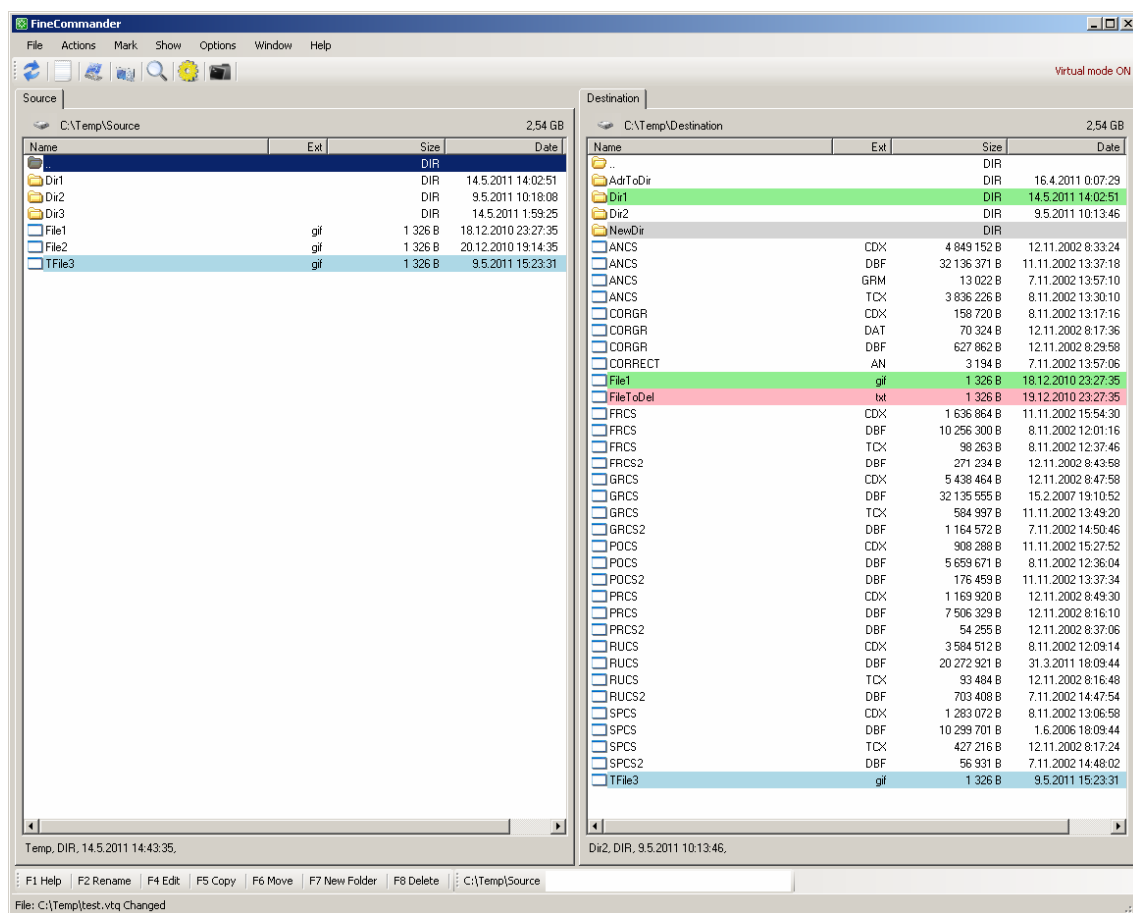 FineCommander
File Actions Mark Show Options Window Help
Virtual mode ON
Source
C:\Temp\Source 2,54 GB
Name Ext Size Date
.. DIR
Dir1 DIR 14.5.2011 14:02:51
Dir2 DIR 9.5.2011 10:18:08
Dir3 DIR 14.5.2011 1:59:25
File1 gif 1 326 B 18.12.2010 23:27:35
File2 gif 1 326 B 20.12.2010 19:14:35
TFile3 gif 1 326 B 9.5.2011 15:23:31
Temp, DIR, 14.5.2011 14:43:35,
Destination
C:\Temp\Destination 2,54 GB
Name Ext Size Date
.. DIR
AdrToDir DIR 16.4.2011 0:07:29
Dir1 DIR 14.5.2011 14:02:51
Dir2 DIR 9.5.2011 10:13:46
NewDir DIR
ANCS CDX 4 849 152 B 12.11.2002 8:33:24
ANCS DBF 32 136 371 B 11.11.2002 13:37:18
ANCS GRM 13 022 B 7.11.2002 13:57:10
ANCS TCX 3 836 226 B 8.11.2002 13:30:10
CORGR CDX 158 720 B 8.11.2002 13:17:16
CORGR DAT 70 324 B 12.11.2002 8:17:36
CORGR DBF 627 862 B 12.11.2002 8:29:58
CORRECT AN 3 194 B 7.11.2002 13:57:06
File1 gif 1 326 B 18.12.2010 23:27:35
FileToDel txt 1 326 B 19.12.2010 23:27:35
FRCS CDX 1 636 864 B 11.11.2002 15:54:30
FRCS DBF 10 256 300 B 8.11.2002 12:01:16
FRCS TCX 98 263 B 8.11.2002 12:37:46
FRCS2 DBF 271 234 B 12.11.2002 8:43:58
GRCS CDX 5 438 464 B 12.11.2002 8:47:58
GRCS DBF 32 135 555 B 15.2.2007 19:10:52
GRCS TCX 584 997 B 11.11.2002 13:49:20
GRCS2 DBF 1 164 572 B 7.11.2002 14:50:46
POCS CDX 908 288 B 11.11.2002 15:27:52
POCS DBF 5 659 671 B 8.11.2002 12:36:04
POCS2 DBF 176 459 B 11.11.2002 13:37:34
PRCS CDX 1 169 920 B 12.11.2002 8:49:30
PRCS DBF 7 506 329 B 12.11.2002 8:16:10
PRCS2 DBF 54 255 B 12.11.2002 8:37:06
RUCS CDX 3 584 512 B 8.11.2002 12:09:14
RUCS DBF 20 272 921 B 31.3.2011 18:09:44
RUCS TCX 93 484 B 12.11.2002 8:16:48
RUCS2 DBF 703 408 B 7.11.2002 14:47:54
SPCS CDX 1 283 072 B 8.11.2002 13:06:58
SPCS DBF 10 299 701 B 1.6.2006 18:09:44
SPCS TCX 427 216 B 12.11.2002 8:17:24
SPCS2 DBF 56 931 B 7.11.2002 14:48:02
TFile3 gif 1 326 B 9.5.2011 15:23:31
Dir2, DIR, 9.5.2011 10:13:46,
F1 Help F2 Rename F4 Edit F5 Copy F6 Move F7 New Folder F8 Delete C:\Temp\Source
File: C:\Temp\test.vtq Changed